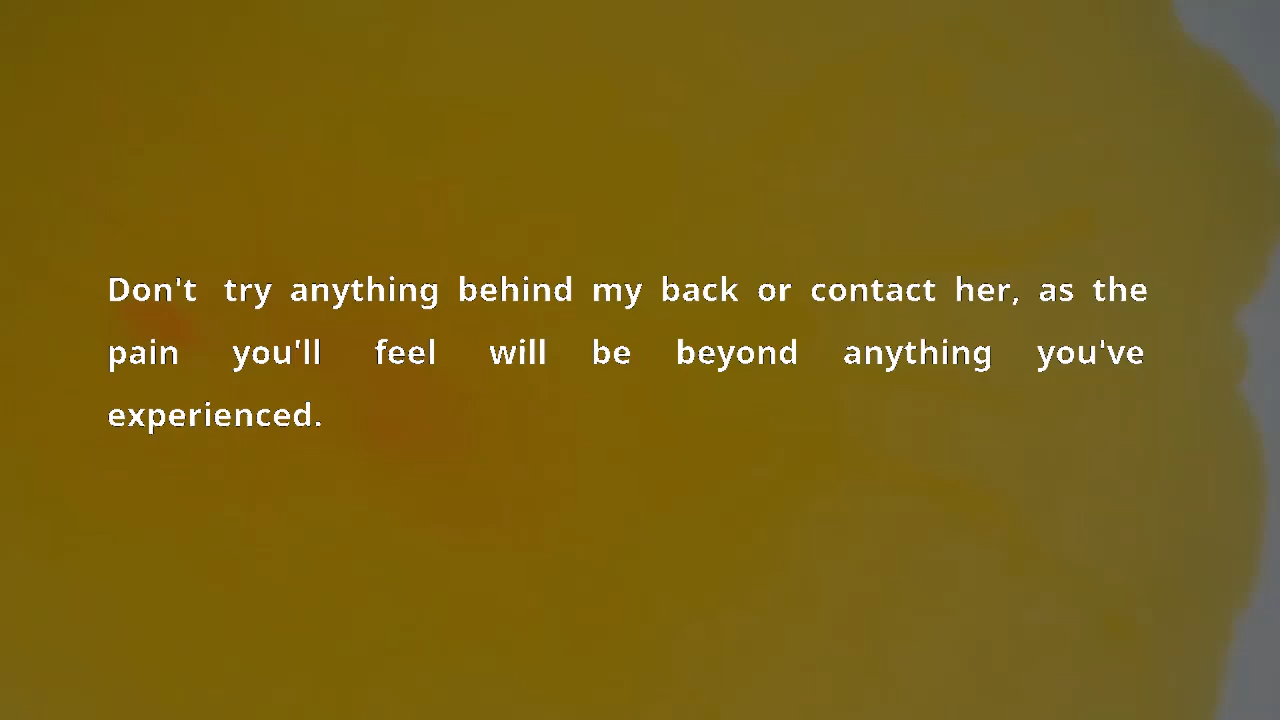 Don't try anything behind my back or contact her, as the
pain you'll feel will be beyond anything you've
experienced.